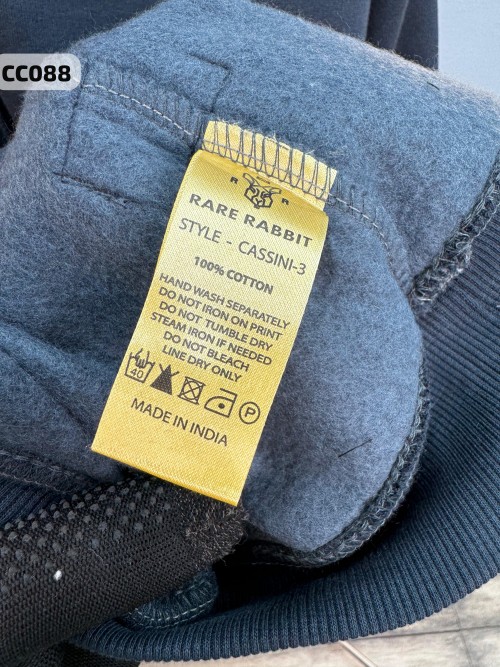 CC088
R R
RARE RABBIT
STYLE - CASSINI-3
100% COTTON
HAND WASH SEPARATELY
DO NOT IRON ON PRINT
DO NOT TUMBLE DRY
STEAM IRON IF NEEDED
DO NOT BLEACH
LINE DRY ONLY
40 P
MADE IN INDIA